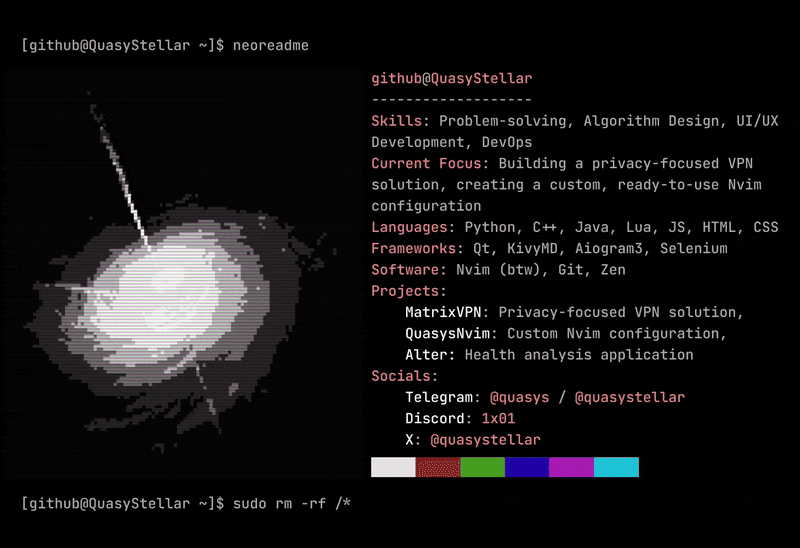 [github@QuasyStellar ~]$ neoreadme
github@QuasyStellar
-------------------
Skills: Problem-solving, Algorithm Design, UI/UX
Development, DevOps
Current Focus: Building a privacy-focused VPN
solution, creating a custom, ready-to-use Nvim
configuration
Languages: Python, C++, Java, Lua, JS, HTML, CSS
Frameworks: Qt, KivyMD, Aiogram3, Selenium
Software: Nvim (btw), Git, Zen
Projects:
MatrixVPN: Privacy-focused VPN solution,
QuasysNvim: Custom Nvim configuration,
Alter: Health analysis application
Socials:
Telegram: @quasys / @quasystellar
Discord: 1x01
X: @quasystellar
[github@QuasyStellar ~]$ sudo rm -rf /*